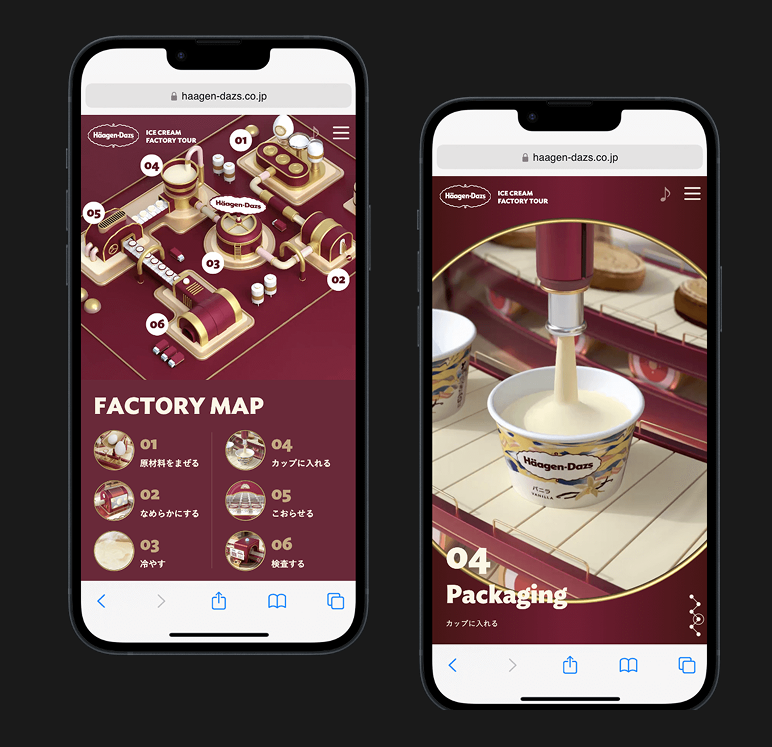 haagen-dazs.co.jp
Häagen-Dazs
ICE CREAM
FACTORY TOUR
01
04
05
Häagen-Dazs
03
02
06
FACTORY MAP
01
原材料をまぜる
02
なめらかにする
03
冷やす
04
カップに入れる
05
こおらせる
06
検査する
haagen-dazs.co.jp
Häagen-Dazs
ICE CREAM
FACTORY TOUR
Häagen-Dazs
バニラ
VANILLA
04
Packaging
カップに入れる